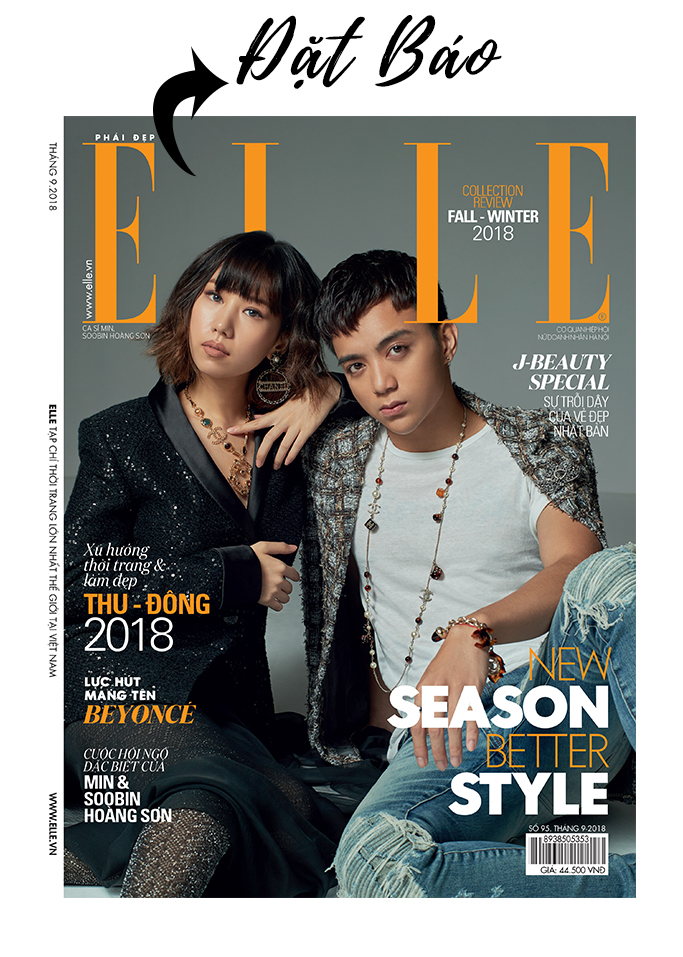 Đặt Báo
PHÁI ĐẸP
ELLE
THÁNG 9.2018
www.elle.vn
COLLECTION
REVIEW
FALL - WINTER
2018
CA SĨ MIN,
SOOBIN HOÀNG SƠN
CƠ QUAN HIỆP HỘI
NỮ DOANH NHÂN HÀ NỘI
J-BEAUTY
SPECIAL
SỰ TRỖI DẬY
CỦA VẺ ĐẸP
NHẬT BẢN
ELLE TẠP CHÍ THỜI TRANG LỚN NHẤT THẾ GIỚI TẠI VIỆT NAM
CHANEL
Xu hướng
thời trang &
làm đẹp
THU - ĐÔNG
2018
LỰC HÚT
MANG TÊN
BEYONCÉ
CUỘC HỘI NGỘ
ĐẶC BIỆT CỦA
MIN &
SOOBIN
HOÀNG SƠN
NEW
SEASON
BETTER
STYLE
SỐ 95. THÁNG 9-2018
8938505353
GIÁ: 44.500 VNĐ
WWW.ELLE.VN